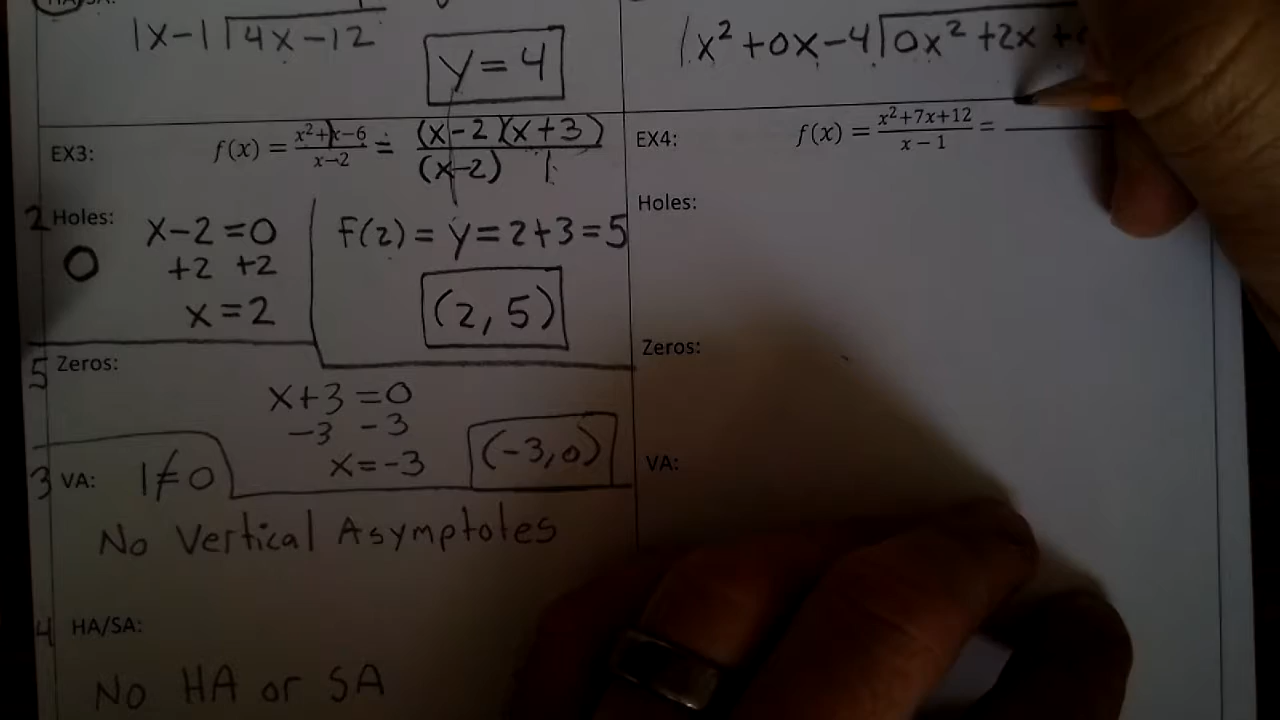 1x-1 4x-12
y = 4
1x² +0x-4 0x² +2x +
EX3: f(x) = x²+x-6 / x-2 = (x-2)(x+3) / (x-2) 1
2 Holes:
0
x-2 = 0
+2 +2
x = 2
F(2) = y = 2+3 = 5
(2, 5)
5 Zeros:
x+3 = 0
-3 -3
x = -3
(-3, 0)
3 VA: 1 ≠ 0
No Vertical Asymptotes
4 HA/SA:
No HA or SA
EX4: f(x) = x²+7x+12 / x - 1 =
Holes:
Zeros:
VA: